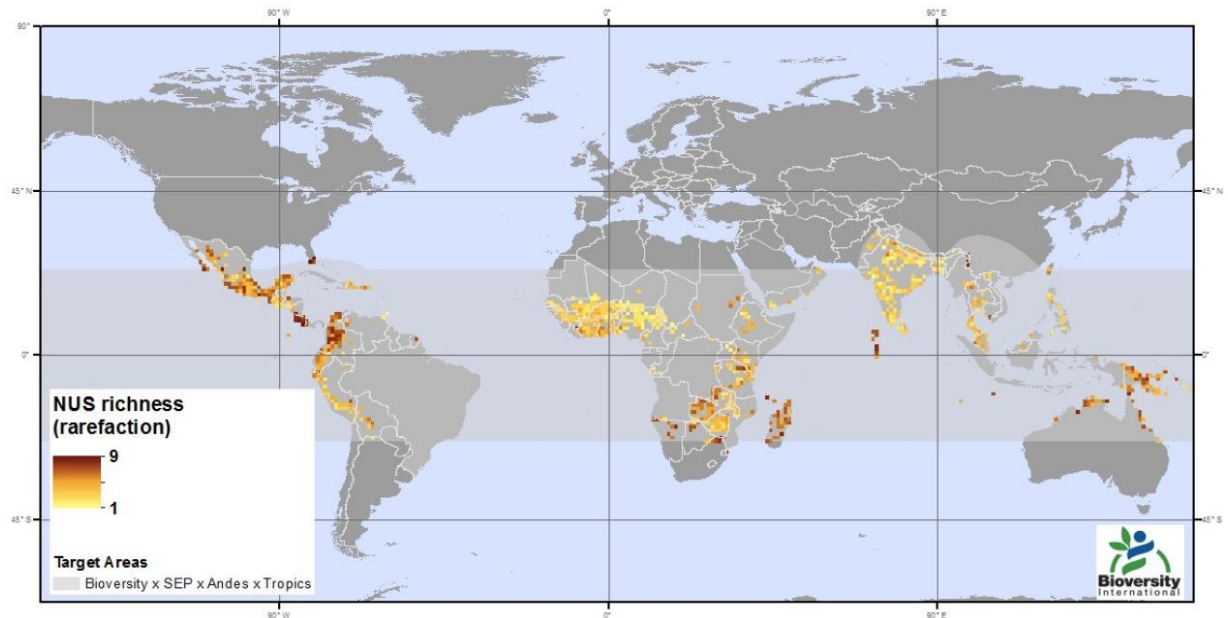 90° W
0°
90° E
90°
45° N
45° N
0°
0°
NUS richness
(rarefaction)
9
1
Target Areas
Bioversity x SEP x Andes x Tropics
45° S
45° S
Bioversity
International
90° W
0°
90° E